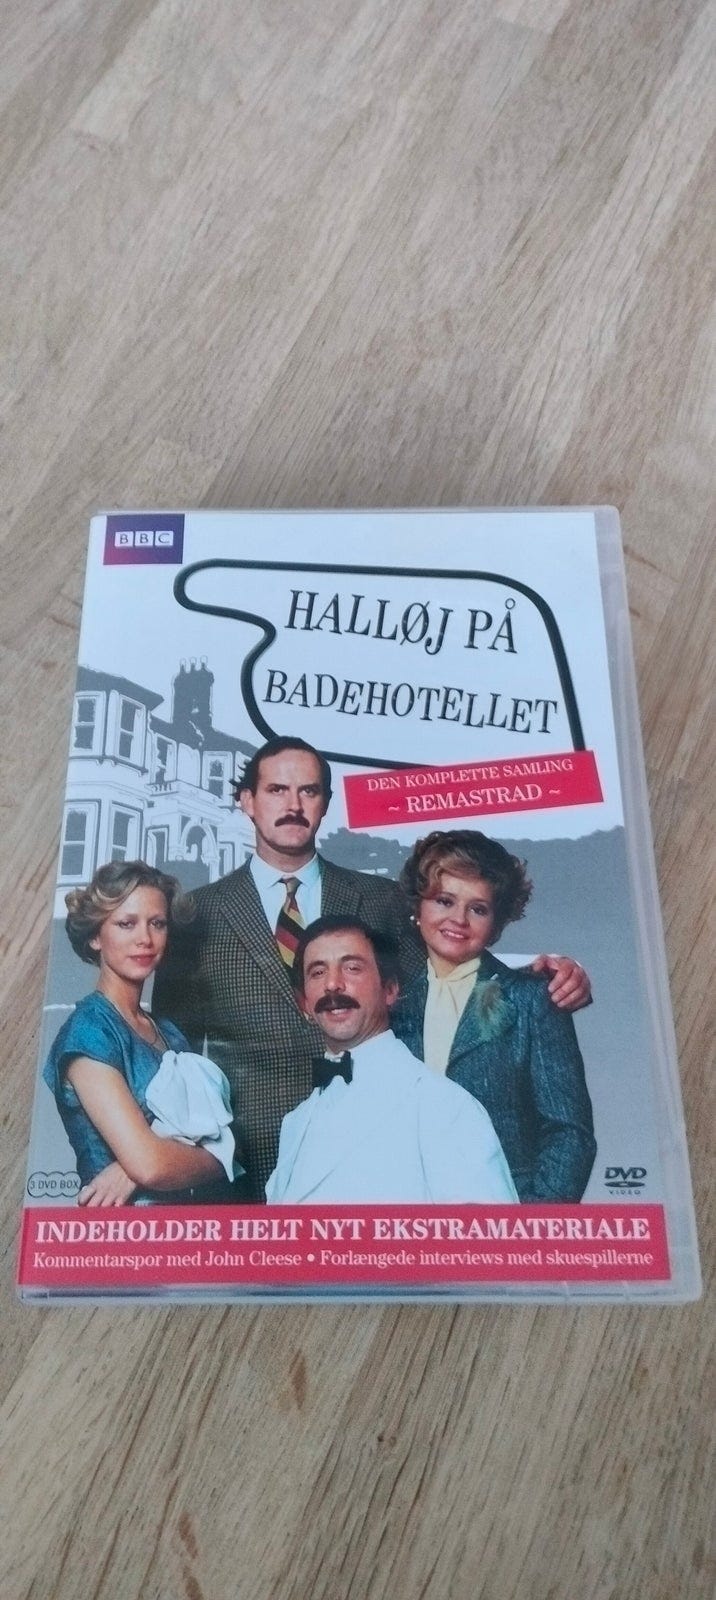 BBC
HALLØJ PÅ
BADEHOTELLET
DEN KOMPLETTE SAMLING
~ REMASTRAD ~
3 DVD BOX
DVD
VIDEO
INDEHOLDER HELT NYT EKSTRAMATERIALE
Kommentarspor med John Cleese • Forlængede interviews med skuespillerne